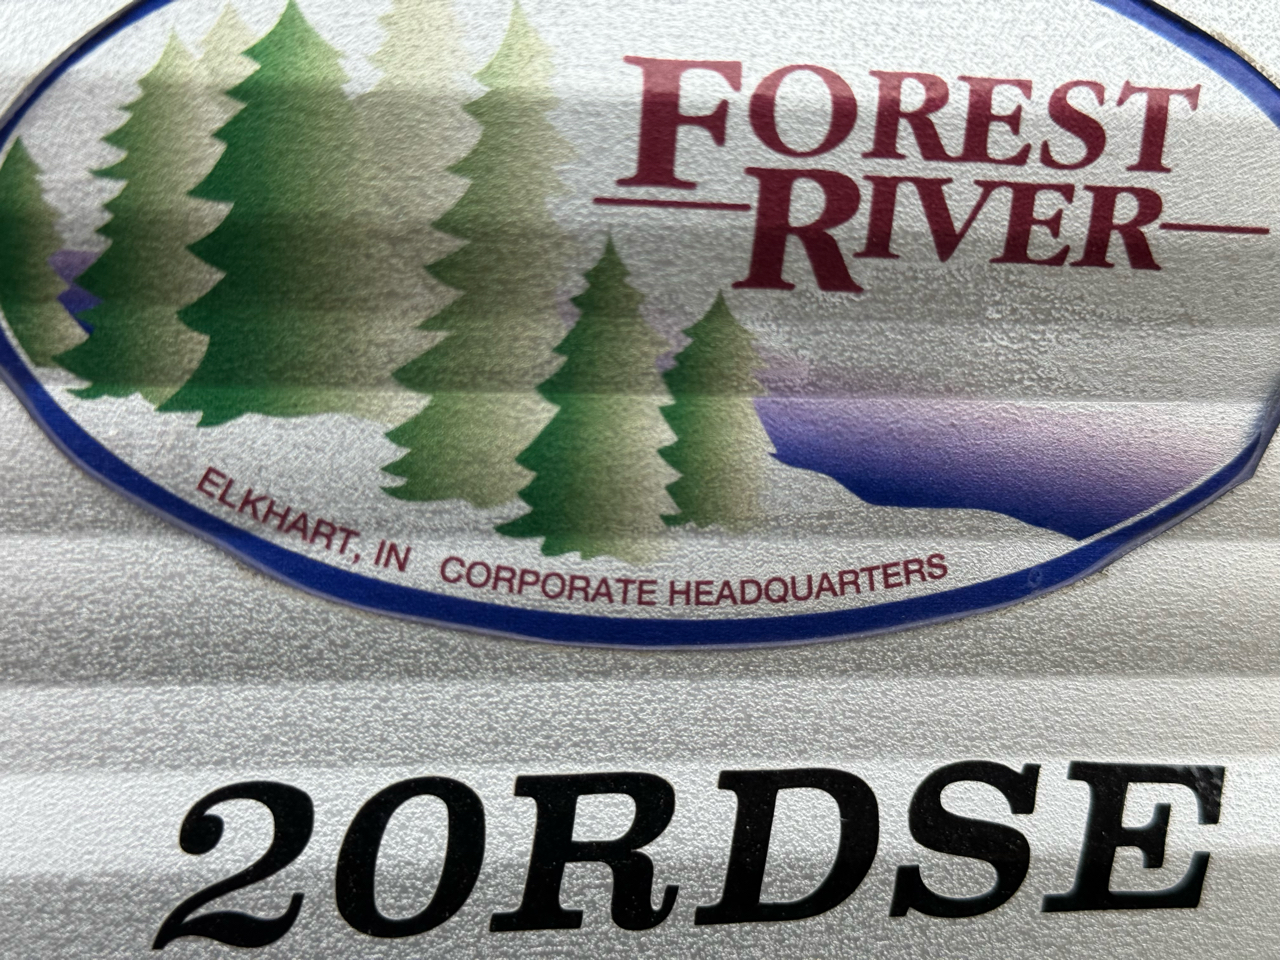 FOREST
RIVER
ELKHART, IN CORPORATE HEADQUARTERS
20RDSE